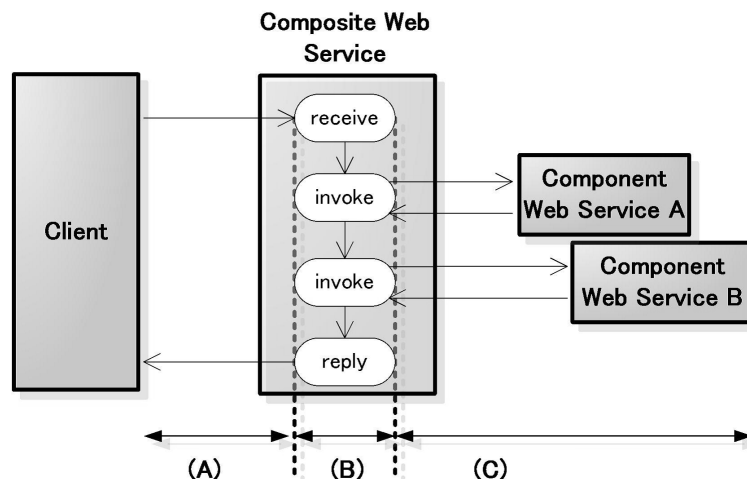 Composite Web
Service
receive
Client
invoke
Component
Web Service A
invoke
Component
Web Service B
reply
(A)
(B)
(C)